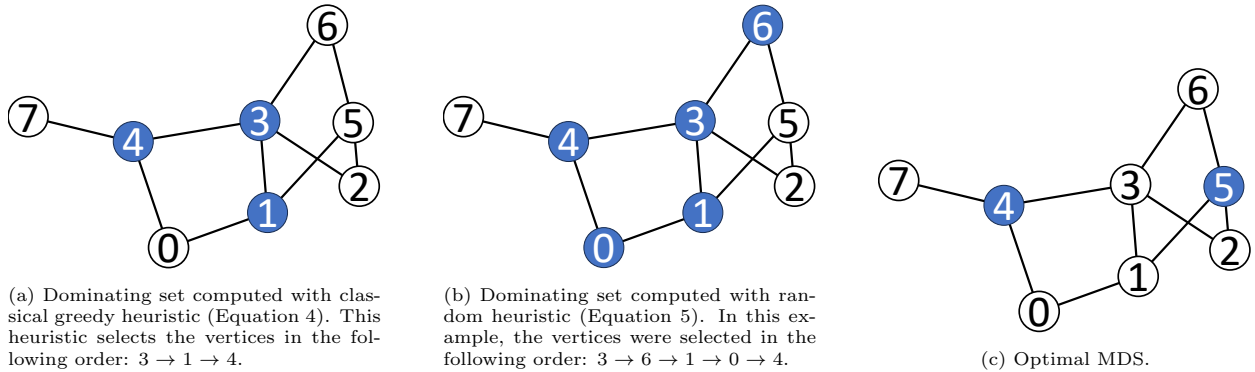 6
7
4
3
5
2
1
0
(a) Dominating set computed with clas-
sical greedy heuristic (Equation 4). This
heuristic selects the vertices in the fol-
lowing order: 3 → 1 → 4.
6
7
4
3
5
2
1
0
(b) Dominating set computed with ran-
dom heuristic (Equation 5). In this ex-
ample, the vertices were selected in the
following order: 3 → 6 → 1 → 0 → 4.
6
7
4
3
5
2
1
0
(c) Optimal MDS.